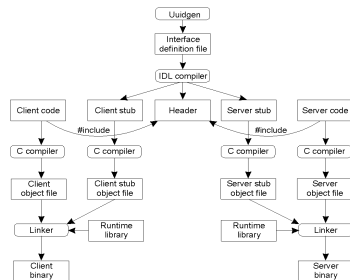 Uuidgen
Interface
definition file
IDL compiler
Client code
Client stub
Header
Server stub
Server code
#include
#include
C compiler
C compiler
C compiler
C compiler
Client
object file
Client stub
object file
Server stub
object file
Server
object file
Linker
Runtime
library
Runtime
library
Linker
Client
binary
Server
binary